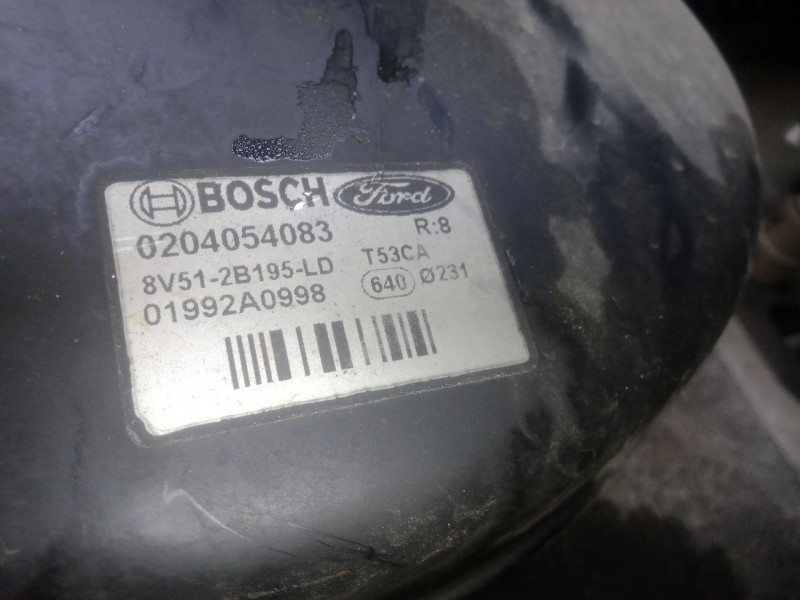 BOSCH Ford
0204054083 R:8
8V51-2B195-LD T53CA
01992A0998 640 Ø231